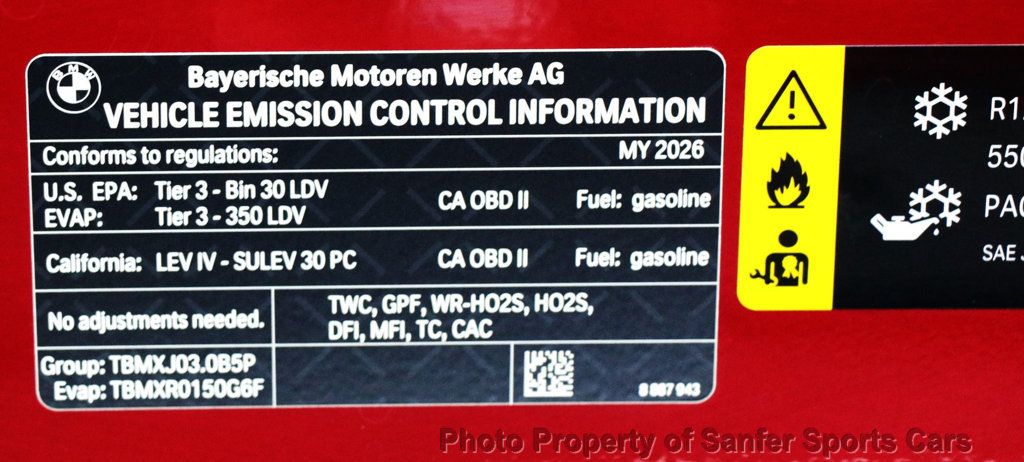 BMW
Bayerische Motoren Werke AG
VEHICLE EMISSION CONTROL INFORMATION
Conforms to regulations: MY 2026
U.S. EPA: Tier 3 - Bin 30 LDV
EVAP: Tier 3 - 350 LDV
CA OBD II Fuel: gasoline
California: LEV IV - SULEV 30 PC CA OBD II Fuel: gasoline
No adjustments needed.
TWC, GPF, WR-HO2S, HO2S,
DFI, MFI, TC, CAC
Group: TBMXJ03.0B5P
Evap: TBMXR0150G6F
8 887 943
SAE
Photo Property of Sanfer Sports Cars